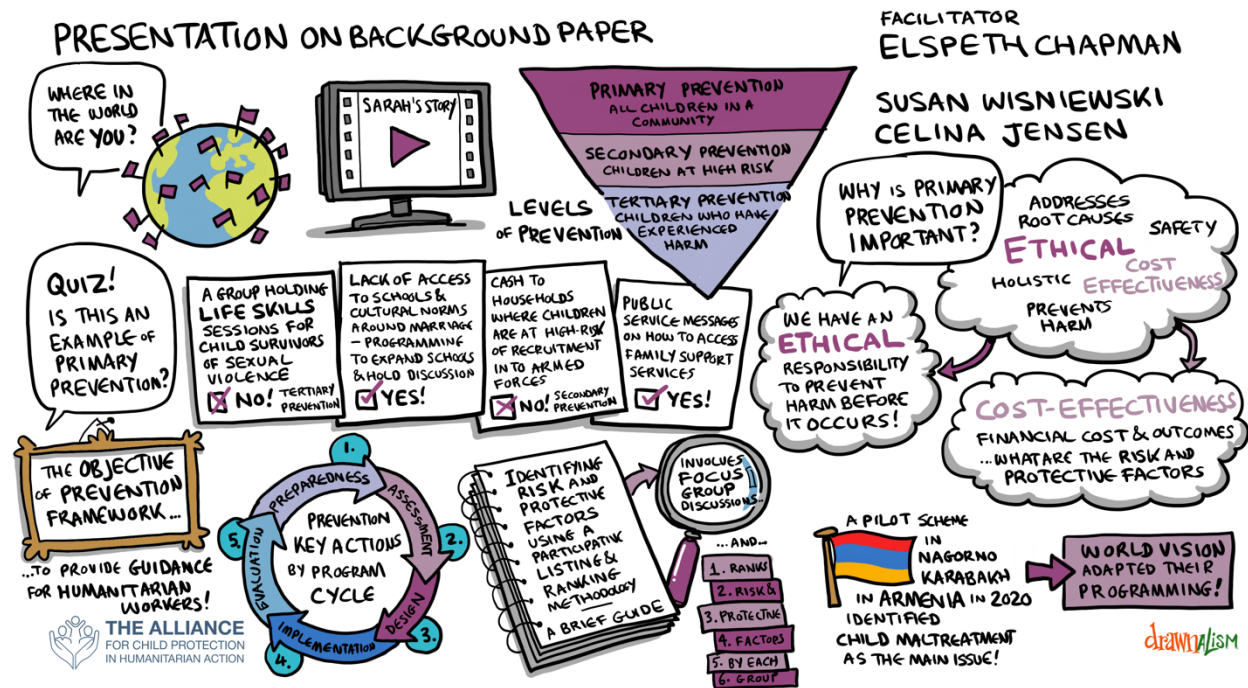 PRESENTATION ON BACKGROUND PAPER
FACILITATOR
ELSPETH CHAPMAN
SUSAN WISNIEWSKI
CELINA JENSEN
WHERE IN
THE WORLD
ARE YOU?
SARAH'S STORY
LEVELS
OF PREVENTION
PRIMARY PREVENTION
ALL CHILDREN IN A
COMMUNITY
SECONDARY PREVENTION
CHILDREN AT HIGH RISK
TERTIARY PREVENTION
CHILDREN WHO HAVE
EXPERIENCED
HARM
WHY IS PRIMARY
PREVENTION
IMPORTANT?
ADDRESSES
ROOT CAUSES
SAFETY
ETHICAL
COST
EFFECTIVENESS
HOLISTIC
PREVENTS
HARM
WE HAVE AN
ETHICAL
RESPONSIBILITY
TO PREVENT
HARM BEFORE
IT OCCURS!
COST-EFFECTIVENESS
FINANCIAL COST & OUTCOMES
...WHAT ARE THE RISK AND
PROTECTIVE FACTORS
QUIZ!
IS THIS AN
EXAMPLE OF
PRIMARY
PREVENTION?
A GROUP HOLDING
LIFE SKILLS
SESSIONS FOR
CHILD SURVIVORS
OF SEXUAL
VIOLENCE
NO! TERTIARY
PREVENTION
LACK OF ACCESS
TO SCHOOLS &
CULTURAL NORMS
AROUND MARRIAGE
– PROGRAMMING
TO EXPAND SCHOOLS
& HOLD DISCUSSION
YES!
CASH TO
HOUSEHOLDS
WHERE CHILDREN
ARE AT HIGH-RISK
OF RECRUITMENT
IN TO ARMED
FORCES
NO! SECONDARY
PREVENTION
PUBLIC
SERVICE MESSAGES
ON HOW TO ACCESS
FAMILY SUPPORT
SERVICES
YES!
THE OBJECTIVE
OF PREVENTION
FRAMEWORK...
...TO PROVIDE GUIDANCE
FOR HUMANITARIAN
WORKERS!
THE ALLIANCE
FOR CHILD PROTECTION
IN HUMANITARIAN ACTION
PREVENTION
KEY ACTIONS
BY PROGRAM
CYCLE
1.
PREPAREDNESS
2.
ASSESSMENT
3.
DESIGN
4.
IMPLEMENTATION
5.
EVALUATION
IDENTIFYING
RISK AND
PROTECTIVE
FACTORS
USING A
PARTICIPATIVE
LISTING &
RANKING
METHODOLOGY
—
A BRIEF GUIDE
INVOLVES
FOCUS
GROUP
DISCUSSIONS...
...AND...
1. RANKS
2. RISK &
3. PROTECTIVE
4. FACTORS
5. BY EACH
6. GROUP
A PILOT SCHEME
IN
NAGORNO
KARABAKH
IN ARMENIA IN 2020
IDENTIFIED
CHILD MALTREATMENT
AS THE MAIN ISSUE!
WORLD VISION
ADAPTED THEIR
PROGRAMMING!
drawnalism